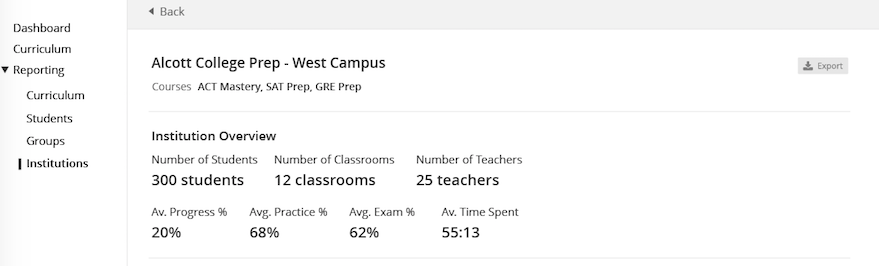 Back
Dashboard
Curriculum
Reporting
Curriculum
Students
Groups
Institutions
Alcott College Prep - West Campus
Export
Courses ACT Mastery, SAT Prep, GRE Prep
Institution Overview
Number of Students Number of Classrooms Number of Teachers
300 students 12 classrooms 25 teachers
Av. Progress % Avg. Practice % Avg. Exam % Av. Time Spent
20% 68% 62% 55:13